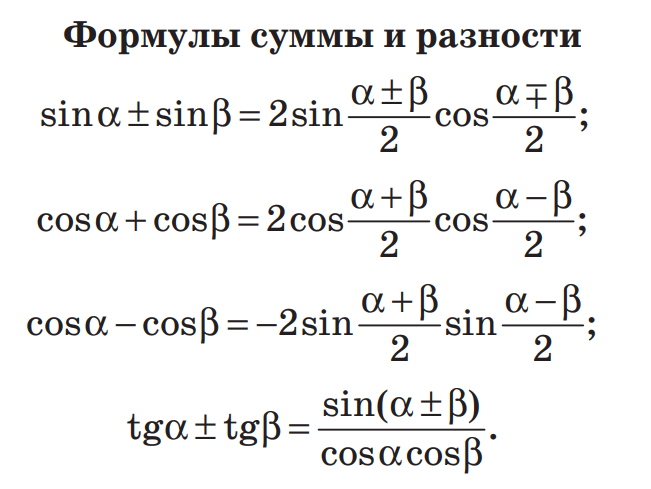 Формулы суммы и разности
sinα ± sinβ = 2sin (α ± β)/2 cos (α ∓ β)/2;
cosα + cosβ = 2cos (α + β)/2 cos (α − β)/2;
cosα − cosβ = −2sin (α + β)/2 sin (α − β)/2;
tgα ± tgβ = sin(α ± β)/cosαcosβ.